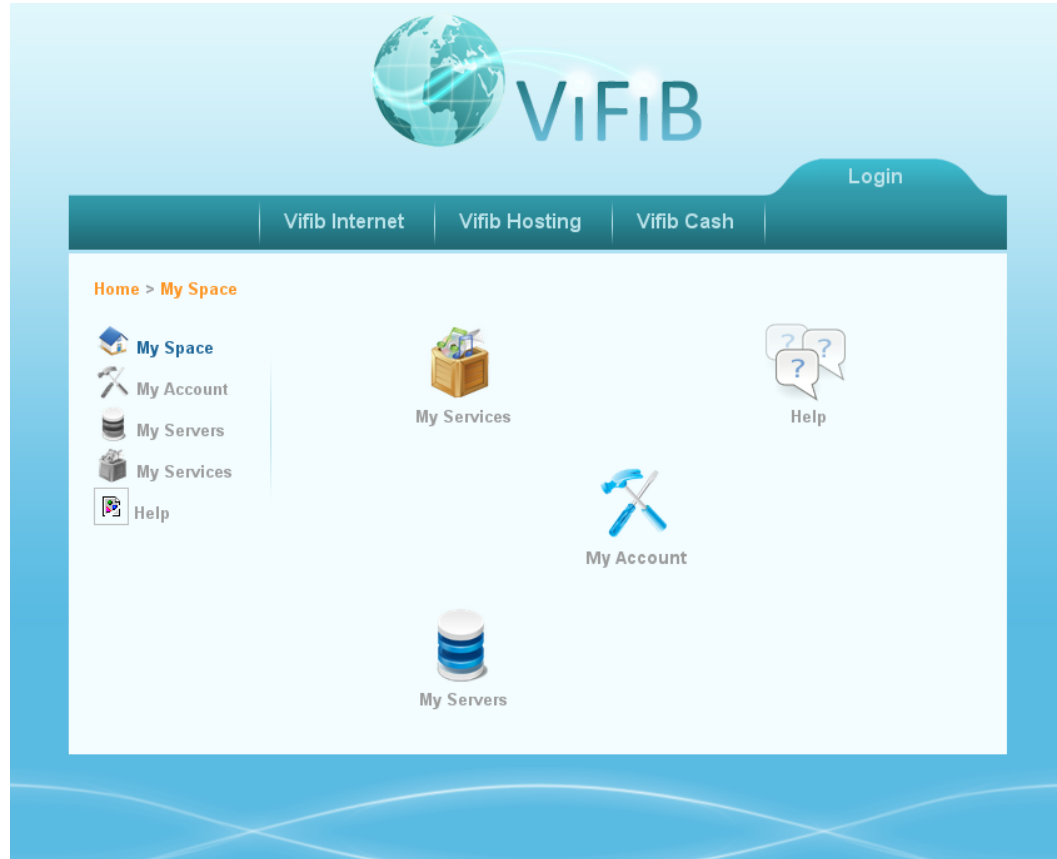 ViFiB
Login
Vifib Internet
Vifib Hosting
Vifib Cash
Home > My Space
My Space
My Account
My Servers
My Services
Help
My Services
Help
My Account
My Servers